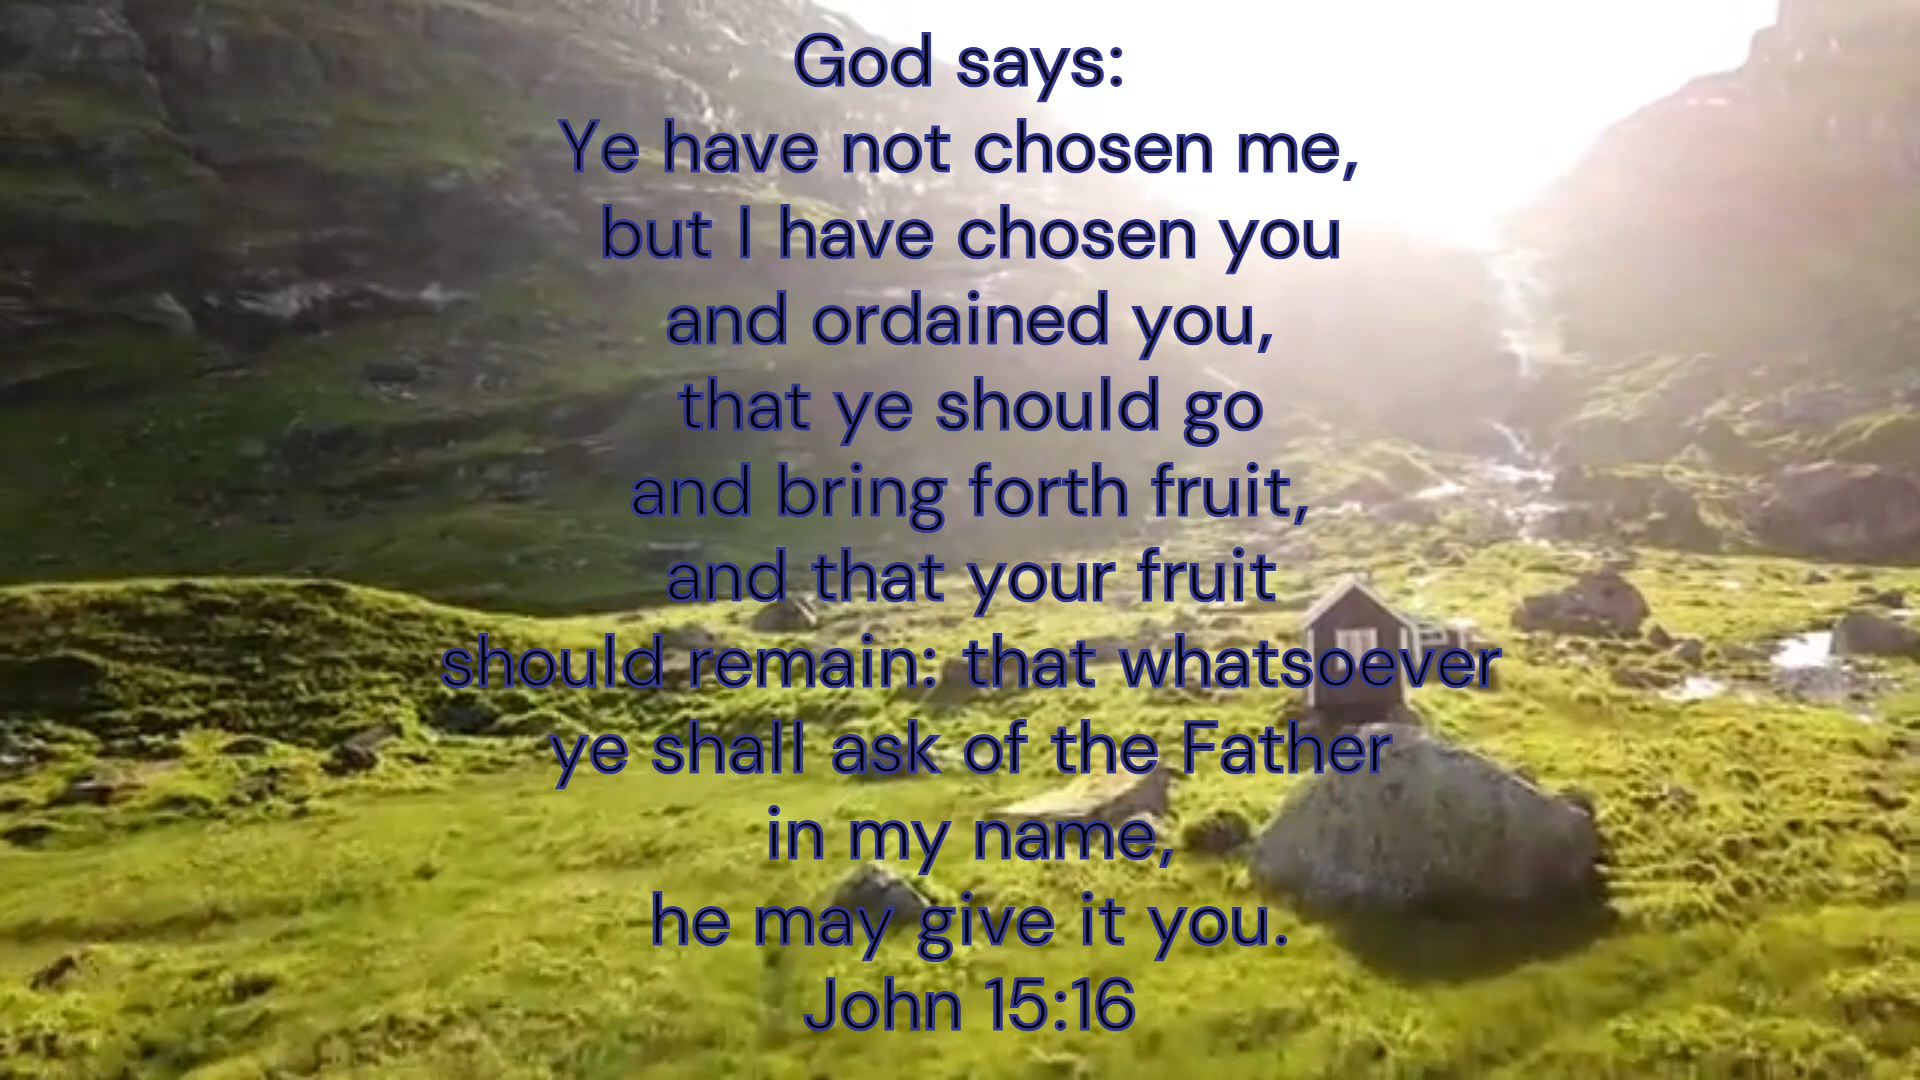 God says:
Ye have not chosen me,
but I have chosen you
and ordained you,
that ye should go
and bring forth fruit,
and that your fruit
should remain: that whatsoever
ye shall ask of the Father
in my name,
he may give it you.
John 15:16